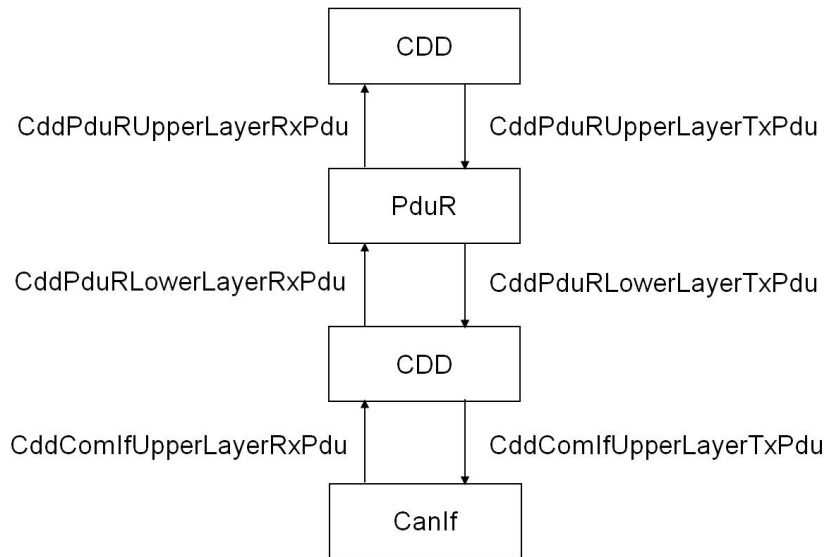 CDD
CddPduRUpperLayerRxPdu
CddPduRUpperLayerTxPdu
PduR
CddPduRLowerLayerRxPdu
CddPduRLowerLayerTxPdu
CDD
CddComIfUpperLayerRxPdu
CddComIfUpperLayerTxPdu
CanIf